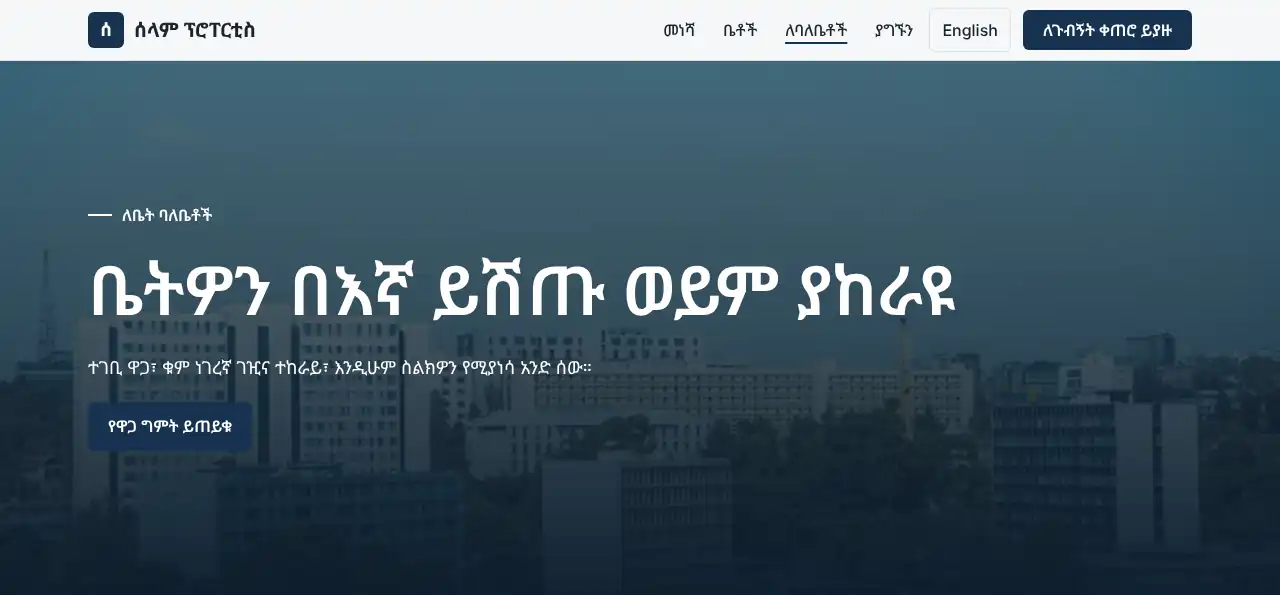 ሰ ሰላም ፕሮፐርቲስ
መነሻ ቤቶች ለባለቤቶች ያግኙን English ለጉብኝት ቀጠሮ ይያዙ
ለቤት ባለቤቶች
ቤትዎን በእኛ ይሽጡ ወይም ያከራዩ
ተገቢ ዋጋ፣ ቁም ነገረኛ ገዢና ተከራይ፣ እንዲሁም ስልክዎን የሚያነሳ አንድ ሰው።
የዋጋ ግምት ይጠይቁ